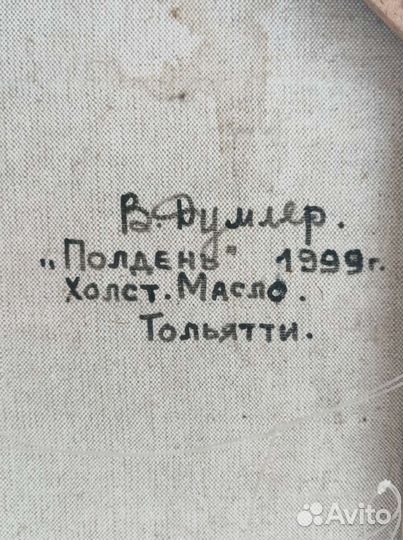 В. Думлер.
„Полдень" 1999г.
Холст. Масло.
Тольятти.
Avito